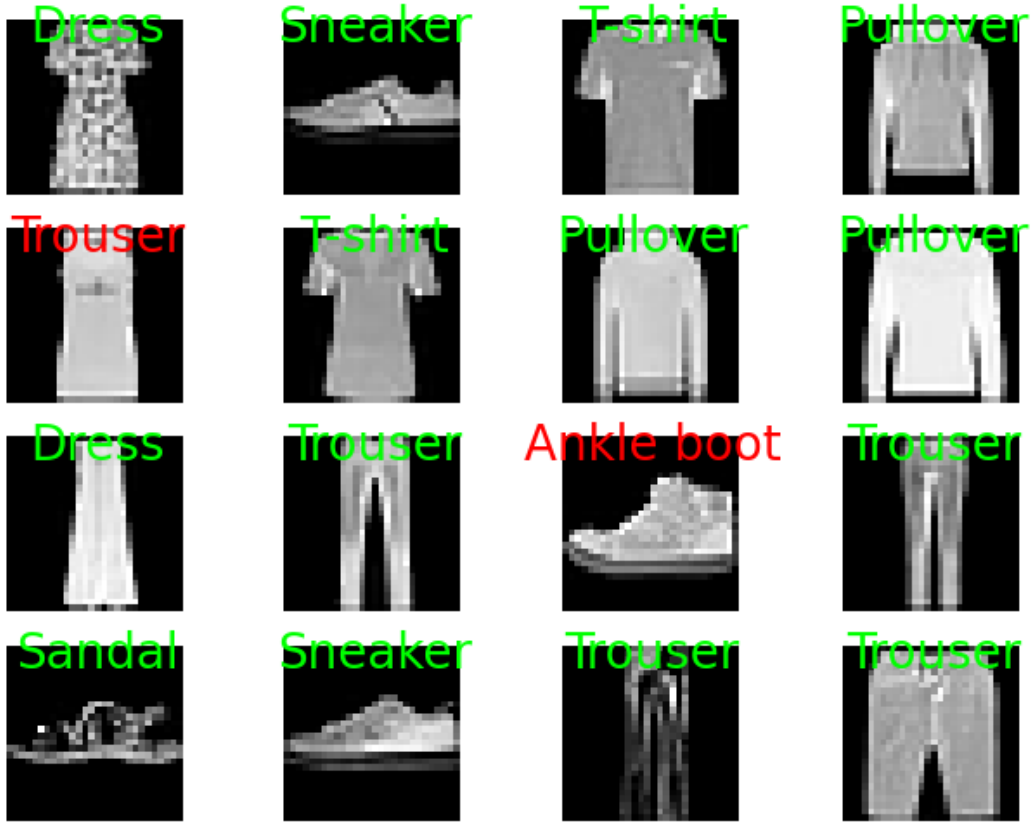 Dress Sneaker T-shirt Pullover
Trouser T-shirt Pullover Pullover
Dress Trouser Ankle boot Trouser
Sandal Sneaker Trouser Trouser